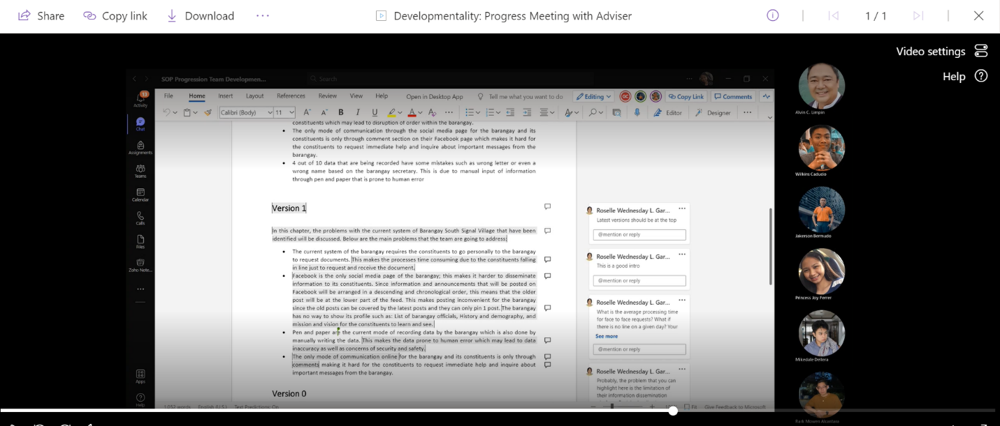 Share Copy link Download ... Developmentality: Progress Meeting with Adviser 1 / 1
Video settings
Help
SOP Progression Team Developmen... Search
13
Activity
Chat
Assignments
Teams
Calendar
Calls
Files
Zoho Note...
Apps
Help
File Home Insert Layout References Review View Help Open in Desktop App Tell me what you want to do Editing Copy Link Comments
Calibri (Body) 11 B I U Editor Designer
constituents which may lead to disruption of order within the barangay.
• The only mode of communication through the social media page for the barangay and its
constituents is only through comment section on their Facebook page which makes it hard for
the constituents to request immediate help and inquire about important messages from the
barangay.
• 4 out of 10 data that are being recorded have some mistakes such as wrong letter or even a
wrong name based on the barangay secretary. This is due to manual input of information
through pen and paper that is prone to human error
Version 1
In this chapter, the problems with the current system of Barangay South Signal Village that have been
identified will be discussed. Below are the main problems that the team are going to address:
• The current system of the barangay requires the constituents to go personally to the barangay
to request documents. This makes the processes time consuming due to the constituents falling
in line just to request and receive the document.
• Facebook is the only social media page of the barangay; this makes it harder to disseminate
information to its constituents. Since information and announcements that will be posted on
Facebook will be arranged in a descending and chronological order, this means that the older
post will be at the lower part of the feed. This makes posting inconvenient for the barangay
since the old posts can be covered by the latest posts and they can only pin 1 post. The barangay
has no way to show its profile such as: List of barangay officials, History and demography, and
mission and vision for the constituents to learn and see.
• Pen and paper are the current mode of recording data by the barangay which is also done by
manually writing the data. This makes the data prone to human error which may lead to data
inaccuracy as well as concerns of security and safety.
• The only mode of communication online for the barangay and its constituents is only through
comments making it hard for the constituents to request immediate help and inquire about
important messages from the barangay.
Version 0
Roselle Wednesday L. Gar...
Latest versions should be at the top
@mention or reply
Roselle Wednesday L. Gar...
This is a good intro
@mention or reply
Roselle Wednesday L. Gar...
What is the average processing time
for face to face requests? What if
there is no line on a given day? Your
See more
@mention or reply
Roselle Wednesday L. Gar...
Probably, the problem that you can
highlight here is the limitation of
their information dissemination
1,052 words English (U.S.) Text Predictions: On Fit Give Feedback to Microsoft
Alvin C. Limpin
Wilkins Caducio
Jakerson Bermudo
Princess Joy Ferrer
Mikedale Dellera
Park Mowen Alcantara